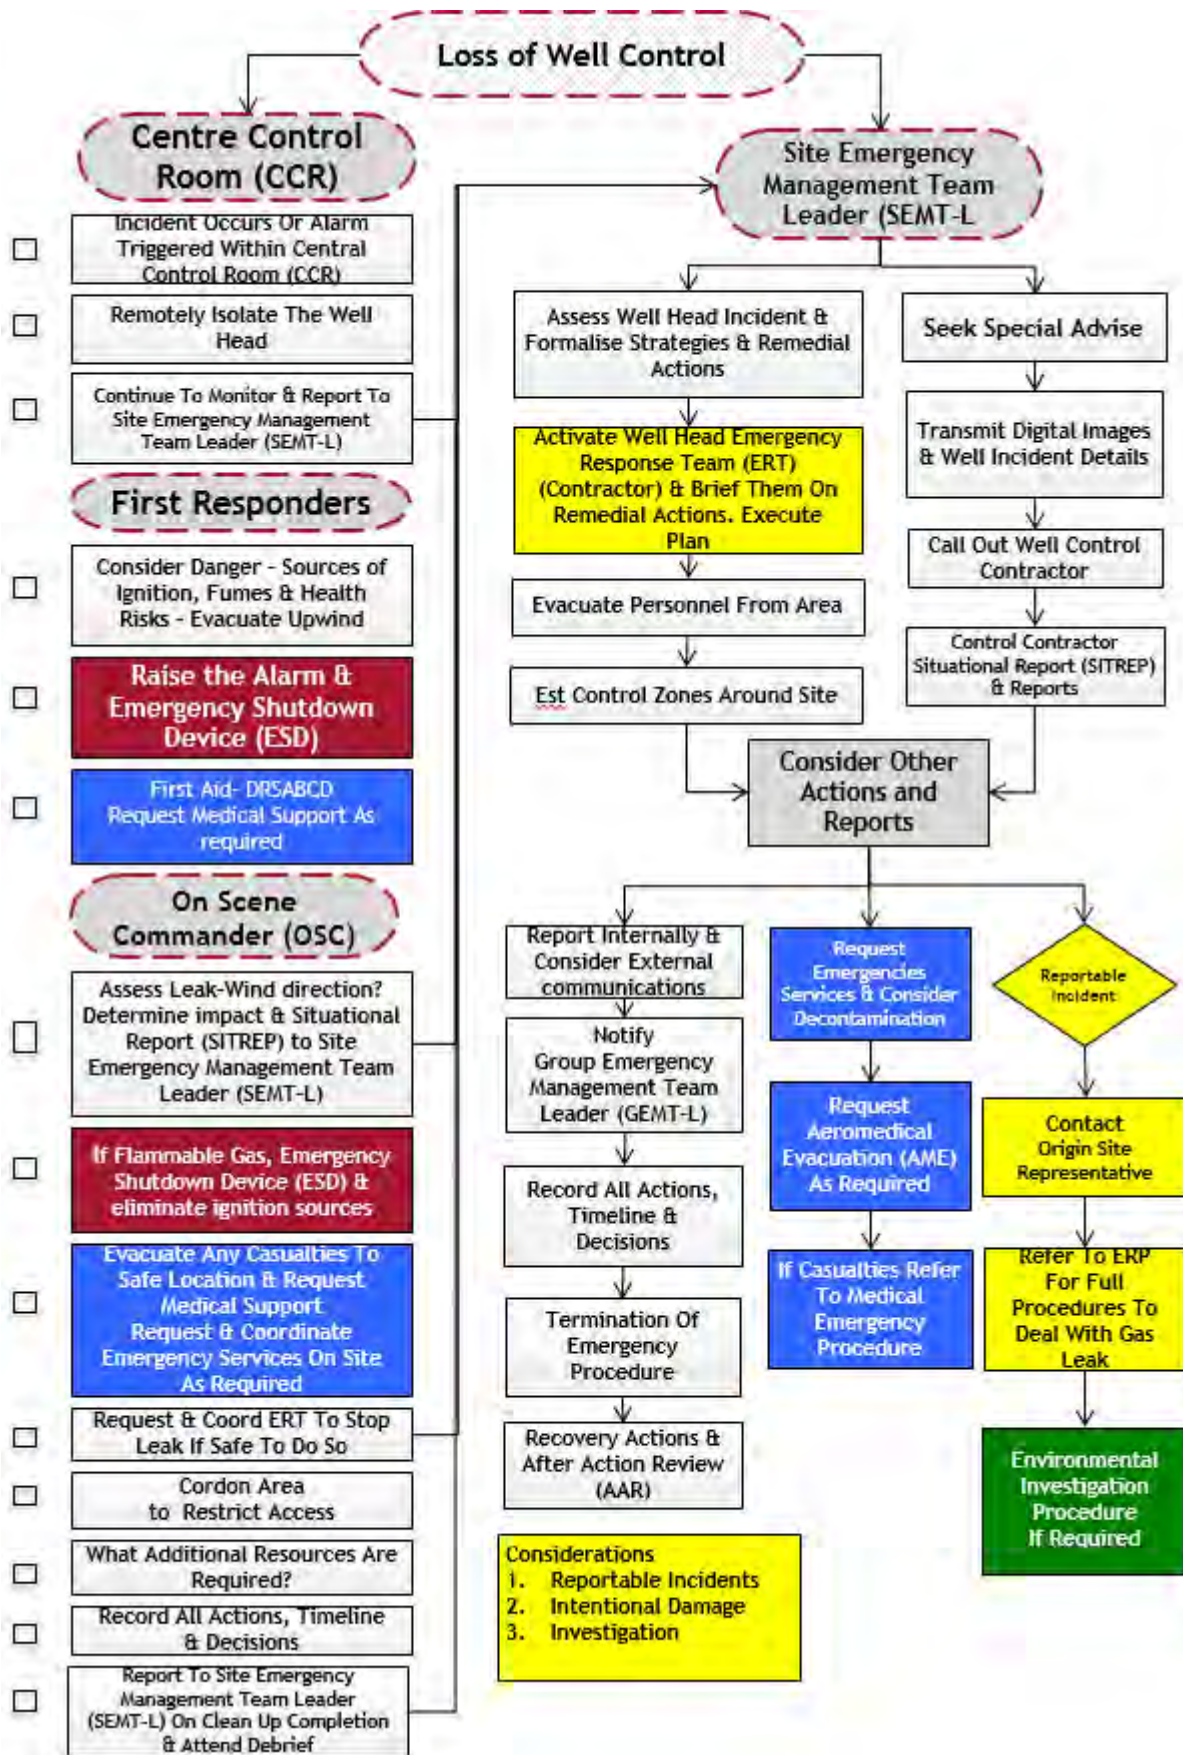 Loss of Well Control
Centre Control
Room (CCR)
Incident Occurs Or Alarm
Triggered Within Central
Control Room (CCR)
Remotely Isolate The Well
Head
Continue To Monitor & Report To
Site Emergency Management
Team Leader (SEMT-L)
First Responders
Consider Danger - Sources of
Ignition, Fumes & Health
Risks - Evacuate Upwind
Raise the Alarm &
Emergency Shutdown
Device (ESD)
First Aid- DRSABCD
Request Medical Support As
required
On Scene
Commander (OSC)
Assess Leak-Wind direction?
Determine impact & Situational
Report (SITREP) to Site
Emergency Management Team
Leader (SEMT-L)
If Flammable Gas, Emergency
Shutdown Device (ESD) &
eliminate ignition sources
Evacuate Any Casualties To
Safe Location & Request
Medical Support
Request & Coordinate
Emergency Services On Site
As Required
Request & Coord ERT To Stop
Leak If Safe To Do So
Cordon Area
to Restrict Access
What Additional Resources Are
Required?
Record All Actions, Timeline
& Decisions
Report To Site Emergency
Management Team Leader
(SEMT-L) On Clean Up Completion
& Attend Debrief
Site Emergency
Management Team
Leader (SEMT-L
Assess Well Head Incident &
Formalise Strategies & Remedial
Actions
Activate Well Head Emergency
Response Team (ERT)
(Contractor) & Brief Them On
Remedial Actions. Execute
Plan
Evacuate Personnel From Area
Est Control Zones Around Site
Seek Special Advise
Transmit Digital Images
& Well Incident Details
Call Out Well Control
Contractor
Control Contractor
Situational Report (SITREP)
& Reports
Consider Other
Actions and
Reports
Report Internally &
Consider External
communications
Notify
Group Emergency
Management Team
Leader (GEMT-L)
Record All Actions,
Timeline &
Decisions
Termination Of
Emergency
Procedure
Recovery Actions &
After Action Review
(AAR)
Request
Emergencies
Services & Consider
Decontamination
Request
Aeromedical
Evacuation (AME)
As Required
If Casualties Refer
To Medical
Emergency
Procedure
Reportable
Incident
Contact
Origin Site
Representative
Refer To ERP
For Full
Procedures To
Deal With Gas
Leak
Environmental
Investigation
Procedure
If Required
Considerations
1. Reportable Incidents
2. Intentional Damage
3. Investigation